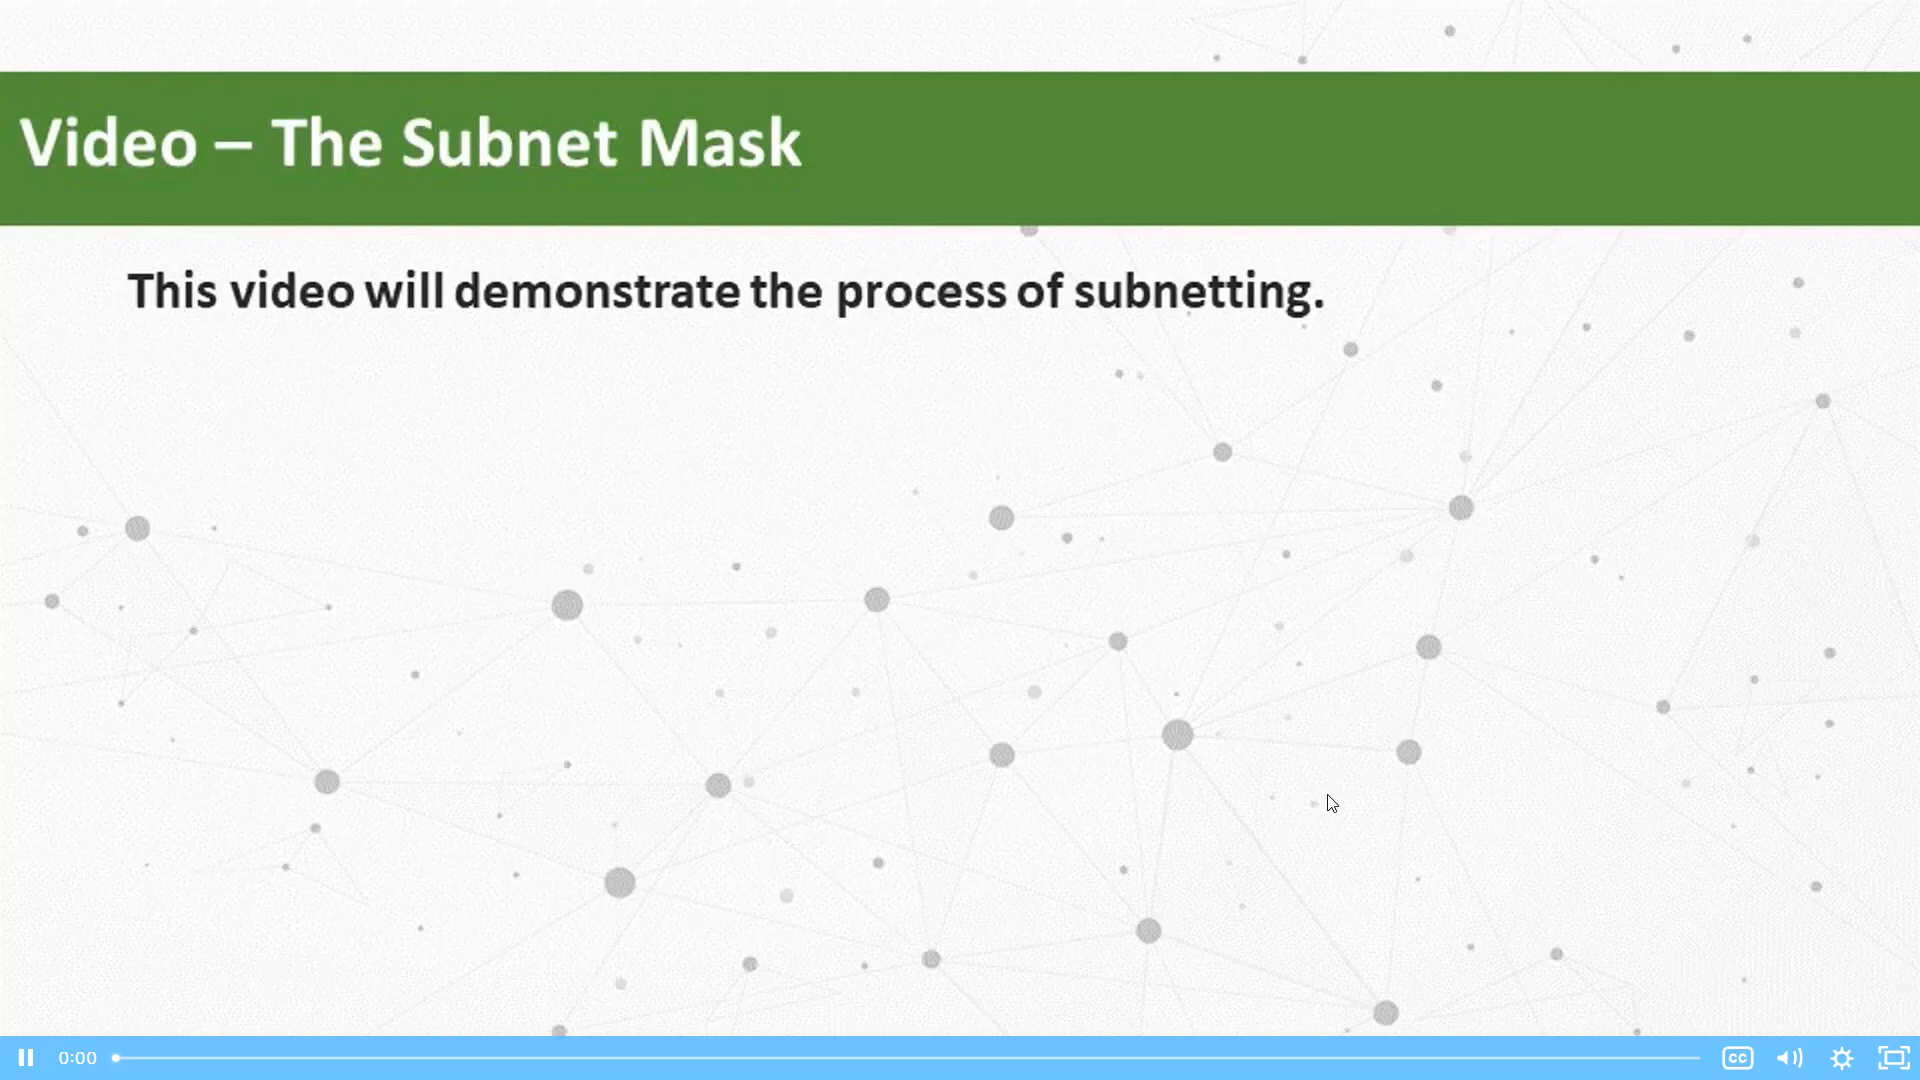 Video – The Subnet Mask
This video will demonstrate the process of subnetting.
0:00
CC